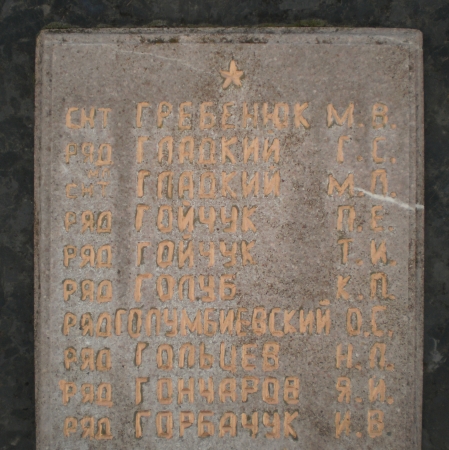 СНТ ГРЕБЕНЮК М.В.
РЯД ГЛАДКИЙ Г.С.
СНТ ГЛАДКИЙ М.Л.
РЯД ГОЙЧУК П.Е.
РЯД ГОЙЧУК Т.И.
РЯД ГОЛУБ К.П.
РЯД ГОЛУМБИЕВСКИЙ О.С.
РЯД ГОЛЬЦЕВ Н.Л.
РЯД ГОНЧАРОВ Я.И.
РЯД ГОРБАЧУК И.В